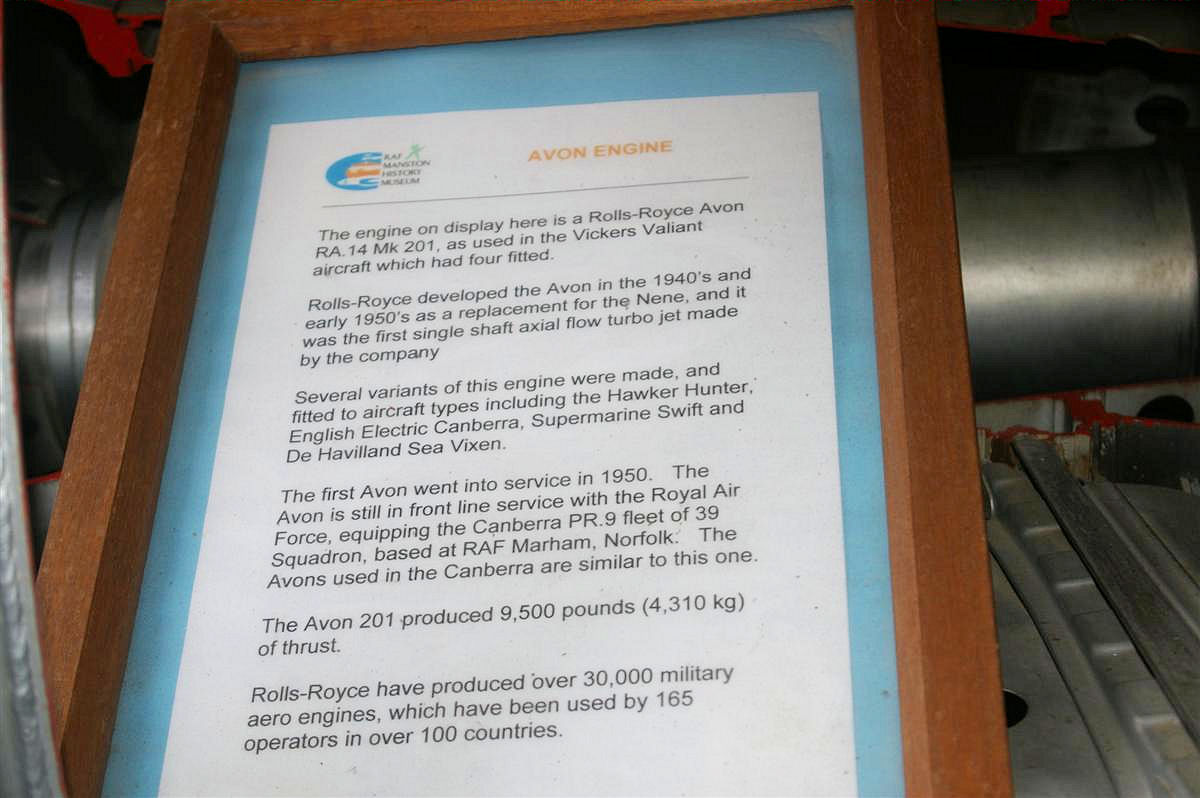 RAF
MANSTON
HISTORY
MUSEUM
AVON ENGINE
The engine on display here is a Rolls-Royce Avon
RA.14 Mk 201, as used in the Vickers Valiant
aircraft which had four fitted.
Rolls-Royce developed the Avon in the 1940's and
early 1950's as a replacement for the Nene, and it
was the first single shaft axial flow turbo jet made
by the company
Several variants of this engine were made, and
fitted to aircraft types including the Hawker Hunter,
English Electric Canberra, Supermarine Swift and
De Havilland Sea Vixen.
The first Avon went into service in 1950. The
Avon is still in front line service with the Royal Air
Force, equipping the Canberra PR.9 fleet of 39
Squadron, based at RAF Marham, Norfolk. The
Avons used in the Canberra are similar to this one.
The Avon 201 produced 9,500 pounds (4,310 kg)
of thrust.
Rolls-Royce have produced over 30,000 military
aero engines, which have been used by 165
operators in over 100 countries.